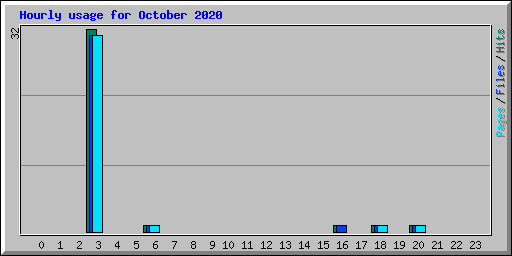 Hourly usage for October 2020
32
Pages/Files/Hits
0 1 2 3 4 5 6 7 8 9 10 11 12 13 14 15 16 17 18 19 20 21 22 23